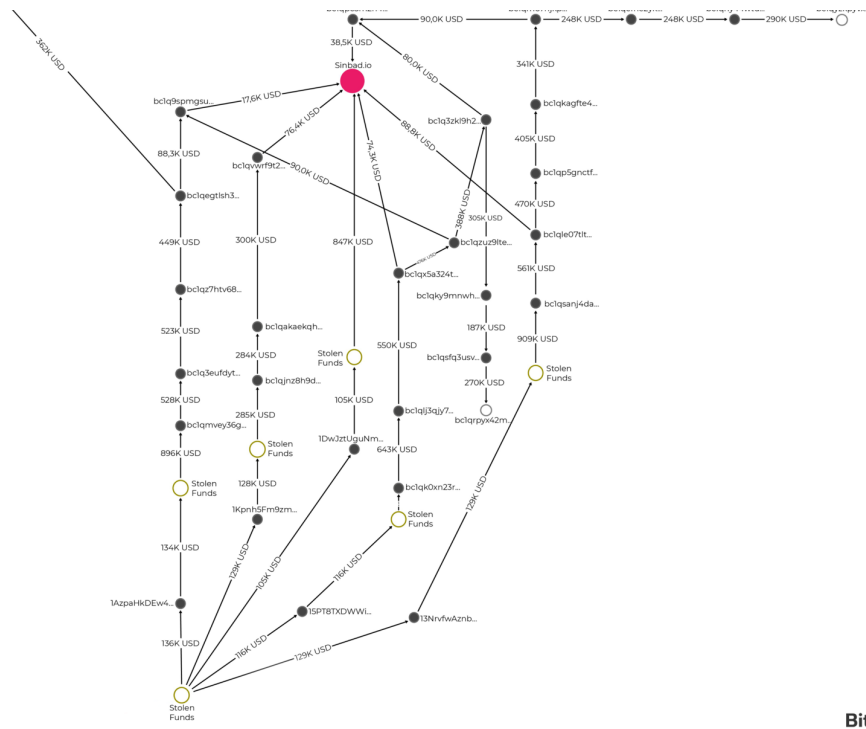 90,0K USD
248K USD
248K USD
290K USD
38,5K USD
362K USD
80,0K USD
Sinbad.io
341K USD
bc1q9spmgsu...
17,6K USD
bc1qkagfte4...
76,4K USD
88,8K USD
bc1q3zkl9h2...
88,3K USD
bc1qvwrf9t2...
90,0K USD
74,3K USD
405K USD
bc1qp5gnctf...
bc1qegtlsh3...
388K USD
305K USD
470K USD
449K USD
300K USD
847K USD
bc1qzuz9lte...
bc1qle07tlt...
bc1qx5a324t...
561K USD
bc1qz7htv68...
bc1qky9mnwh...
bc1qsanj4da...
523K USD
bc1qakaekqh...
187K USD
909K USD
550K USD
284K USD
Stolen
Funds
bc1qsfq3usv...
bc1q3eufdyt...
bc1qjnz8h9d...
Stolen
Funds
528K USD
285K USD
105K USD
270K USD
bc1qmvey36g...
bc1qlj3qjy7...
bc1qrpyx42m...
896K USD
Stolen
Funds
1DwJztUguNm...
643K USD
Stolen
Funds
128K USD
bc1qk0xn23r...
129K USD
1Kpnh5Fm9zm...
Stolen
Funds
134K USD
129K USD
105K USD
116K USD
1AzpaHkDEw4...
15PT8TXDWWi...
13NrvfwAznb...
136K USD
116K USD
129K USD
Stolen
Funds
Bit